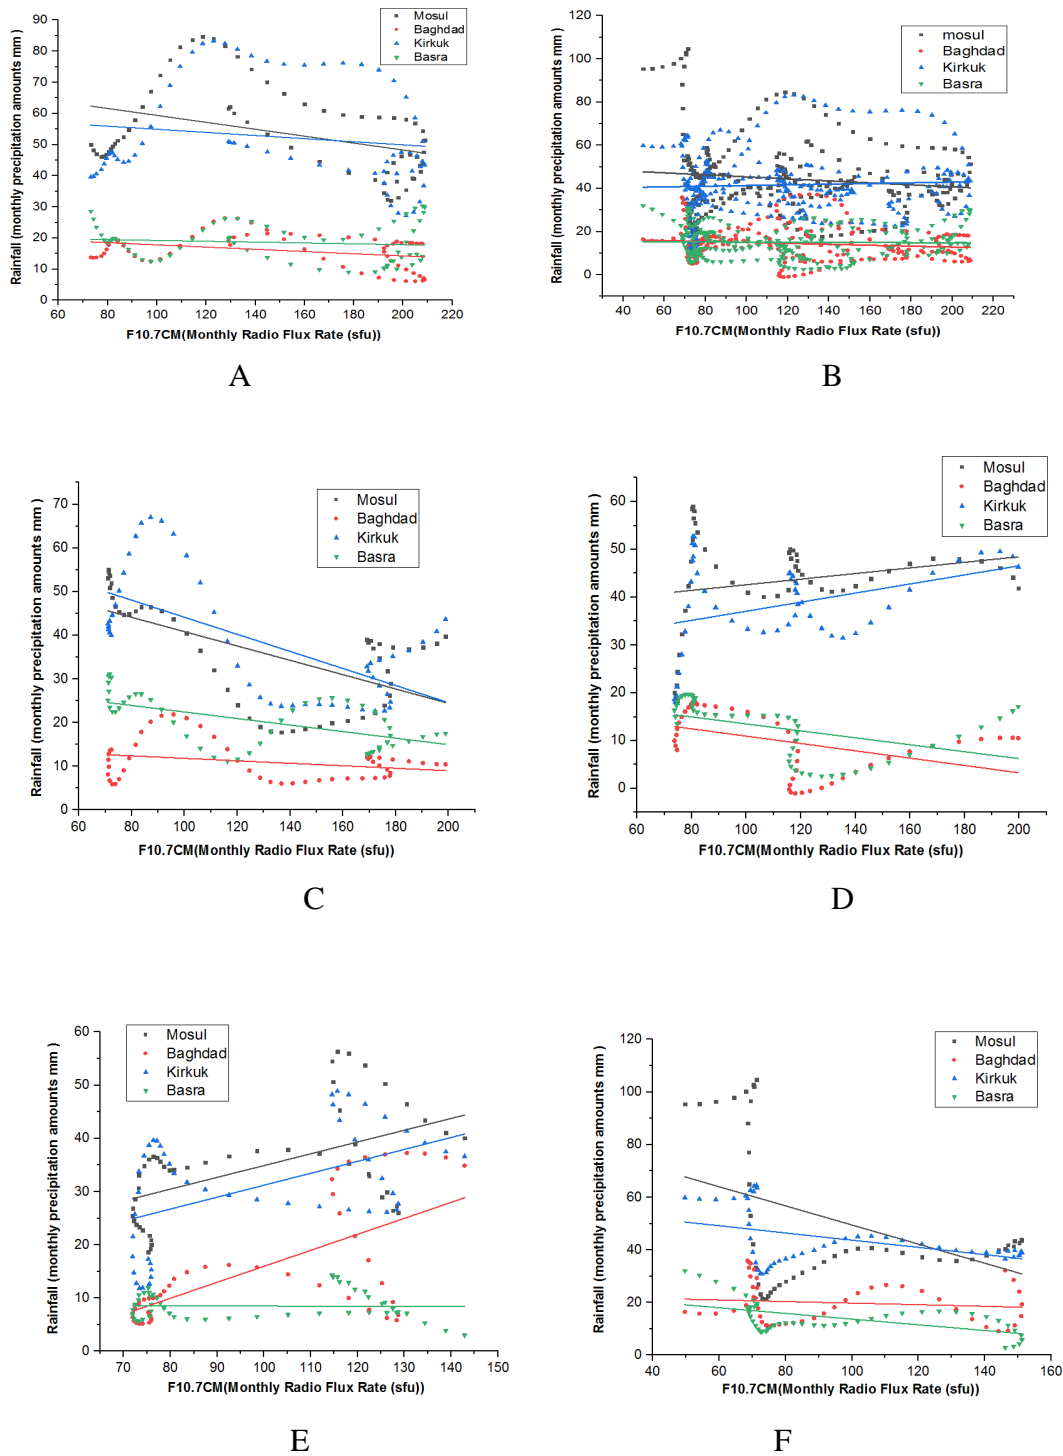 Mosul
Baghdad
Kirkuk
Basra
Rainfall (monthly precipitation amounts mm )
90
80
70
60
50
40
30
20
10
0
60 80 100 120 140 160 180 200 220
F10.7CM(Monthly Radio Flux Rate (sfu))
A
mosul
Baghdad
Kirkuk
Basra
Rainfall (monthly precipitation amounts mm )
120
100
80
60
40
20
0
40 60 80 100 120 140 160 180 200 220
F10.7CM(Monthly Radio Flux Rate (sfu))
B
Mosul
Baghdad
Kirkuk
Basra
Rainfall (monthly precipitation amounts mm )
70
60
50
40
30
20
10
0
60 80 100 120 140 160 180 200
F10.7CM(Monthly Radio Flux Rate (sfu))
C
Mosul
Baghdad
Kirkuk
Basra
Rainfall (monthly precipitation amounts mm )
60
50
40
30
20
10
0
60 80 100 120 140 160 180 200
F10.7CM(Monthly Radio Flux Rate (sfu))
D
Mosul
Baghdad
Kirkuk
Basra
Rainfall (monthly precipitation amounts mm )
60
50
40
30
20
10
0
70 80 90 100 110 120 130 140 150
F10.7CM(Monthly Radio Flux Rate (sfu))
E
Mosul
Baghdad
Kirkuk
Basra
Rainfall (monthly precipitation amounts mm )
120
100
80
60
40
20
0
40 60 80 100 120 140 160
F10.7CM(Monthly Radio Flux Rate (sfu))
F